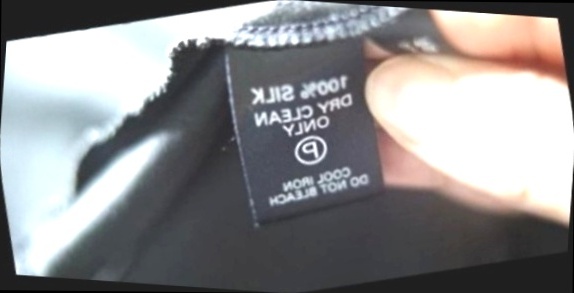 100% SILK
DRY CLEAN
ONLY
P
COOL IRON
DO NOT BLEACH